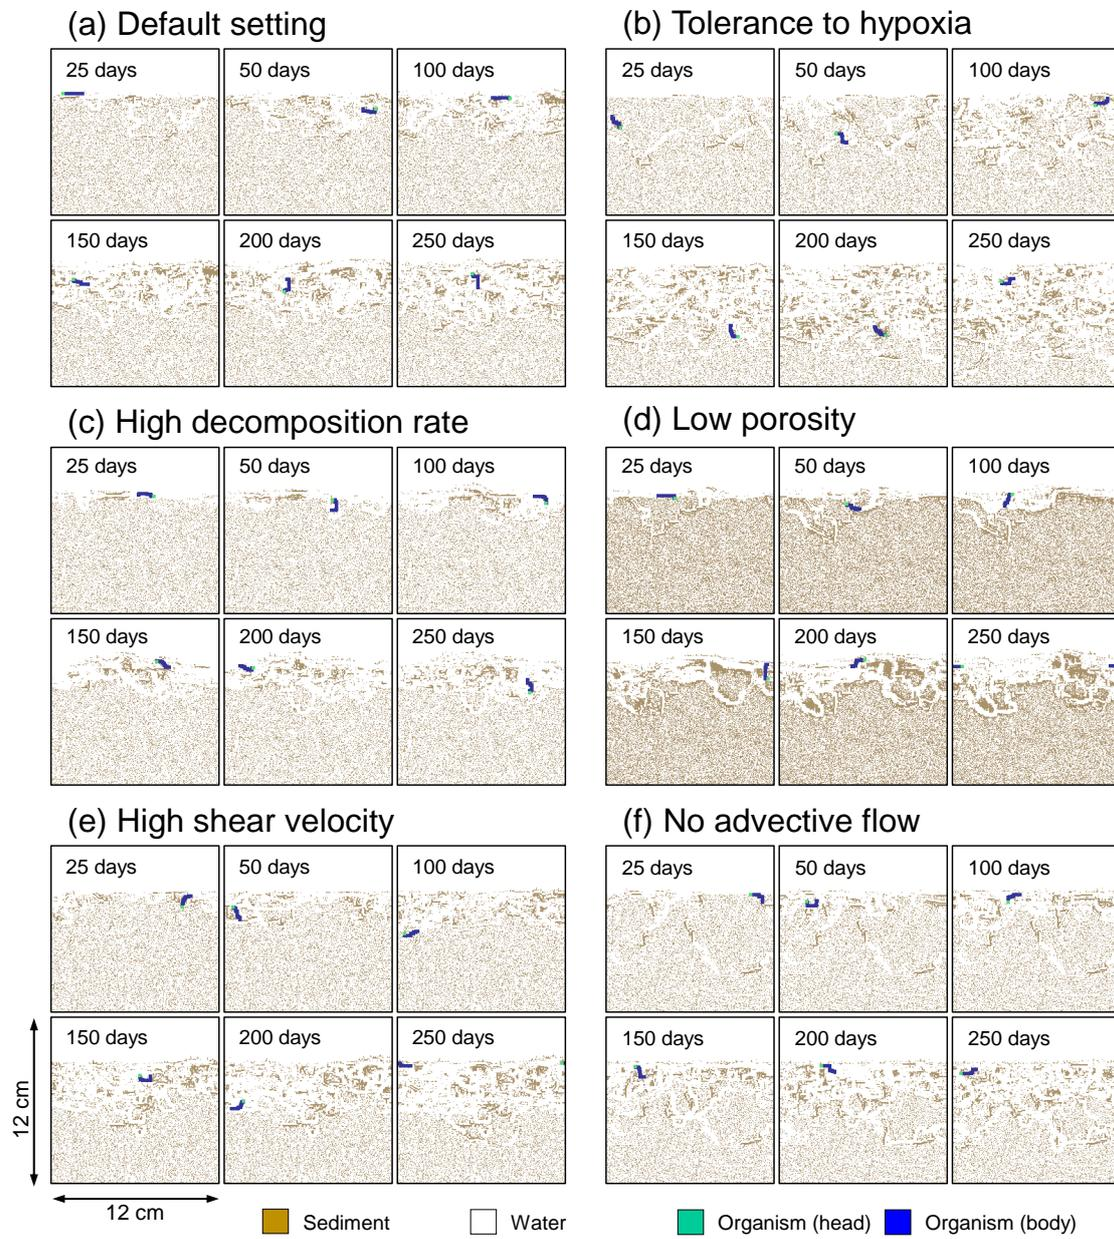 (a) Default setting
25 days
50 days
100 days
150 days
200 days
250 days
(b) Tolerance to hypoxia
25 days
50 days
100 days
150 days
200 days
250 days
(c) High decomposition rate
25 days
50 days
100 days
150 days
200 days
250 days
(d) Low porosity
25 days
50 days
100 days
150 days
200 days
250 days
(e) High shear velocity
25 days
50 days
100 days
150 days
200 days
250 days
(f) No advective flow
25 days
50 days
100 days
150 days
200 days
250 days
12 cm
12 cm
Sediment
Water
Organism (head)
Organism (body)